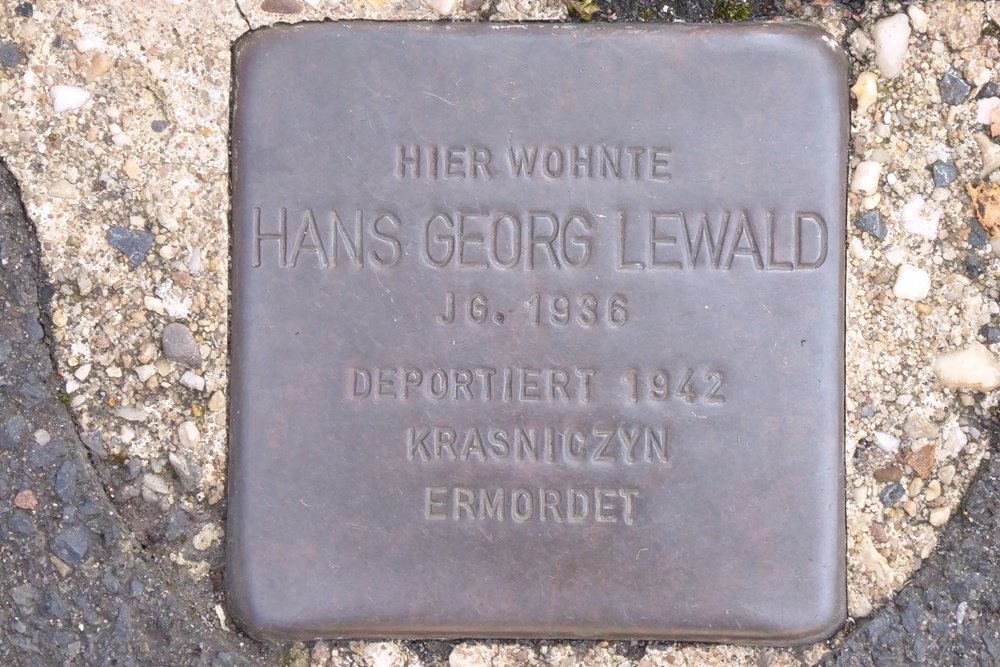 HIER WOHNTE
HANS GEORG LEWALD
JG. 1936
DEPORTIERT 1942
KRASNICZYN
ERMORDET